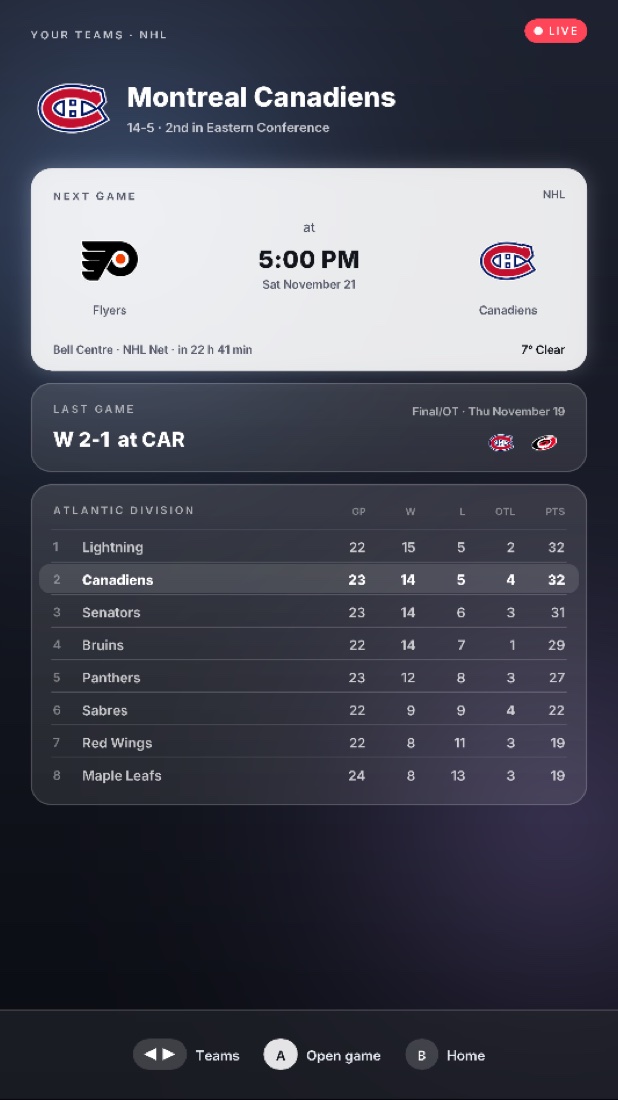 YOUR TEAMS · NHL
LIVE
Montreal Canadiens
14-5 · 2nd in Eastern Conference
NEXT GAME
NHL
at
5:00 PM
Sat November 21
Flyers
Canadiens
Bell Centre · NHL Net · in 22 h 41 min
7° Clear
LAST GAME
Final/OT · Thu November 19
W 2-1 at CAR
ATLANTIC DIVISION GP W L OTL PTS
1 Lightning 22 15 5 2 32
2 Canadiens 23 14 5 4 32
3 Senators 23 14 6 3 31
4 Bruins 22 14 7 1 29
5 Panthers 23 12 8 3 27
6 Sabres 22 9 9 4 22
7 Red Wings 22 8 11 3 19
8 Maple Leafs 24 8 13 3 19
Teams A Open game B Home